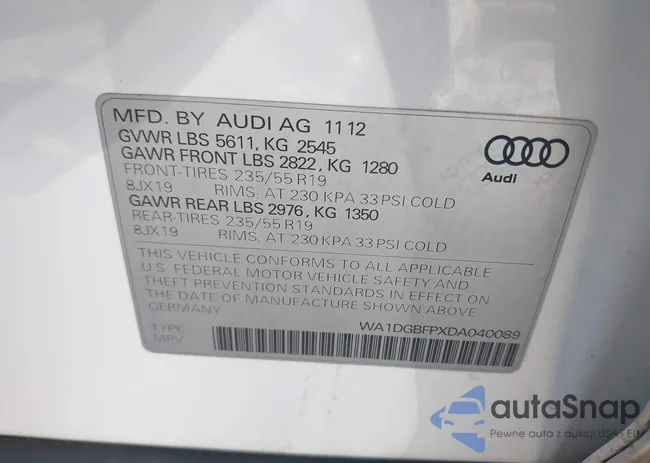 MFD. BY AUDI AG 11 12
GVWR LBS 5611, KG 2545
GAWR FRONT LBS 2822, KG 1280
FRONT-TIRES 235/55 R19
8JX19 RIMS, AT 230 KPA 33 PSI COLD
GAWR REAR LBS 2976, KG 1350
REAR-TIRES 235/55 R19
8JX19 RIMS, AT 230 KPA 33 PSI COLD
THIS VEHICLE CONFORMS TO ALL APPLICABLE
U.S. FEDERAL MOTOR VEHICLE SAFETY AND
THEFT PREVENTION STANDARDS IN EFFECT ON
THE DATE OF MANUFACTURE SHOWN ABOVE
GERMANY
WA1DGBFPXDA040089
TYPE
MPV
Audi
autaSnap
Pewne auta z aukcji USA i EU